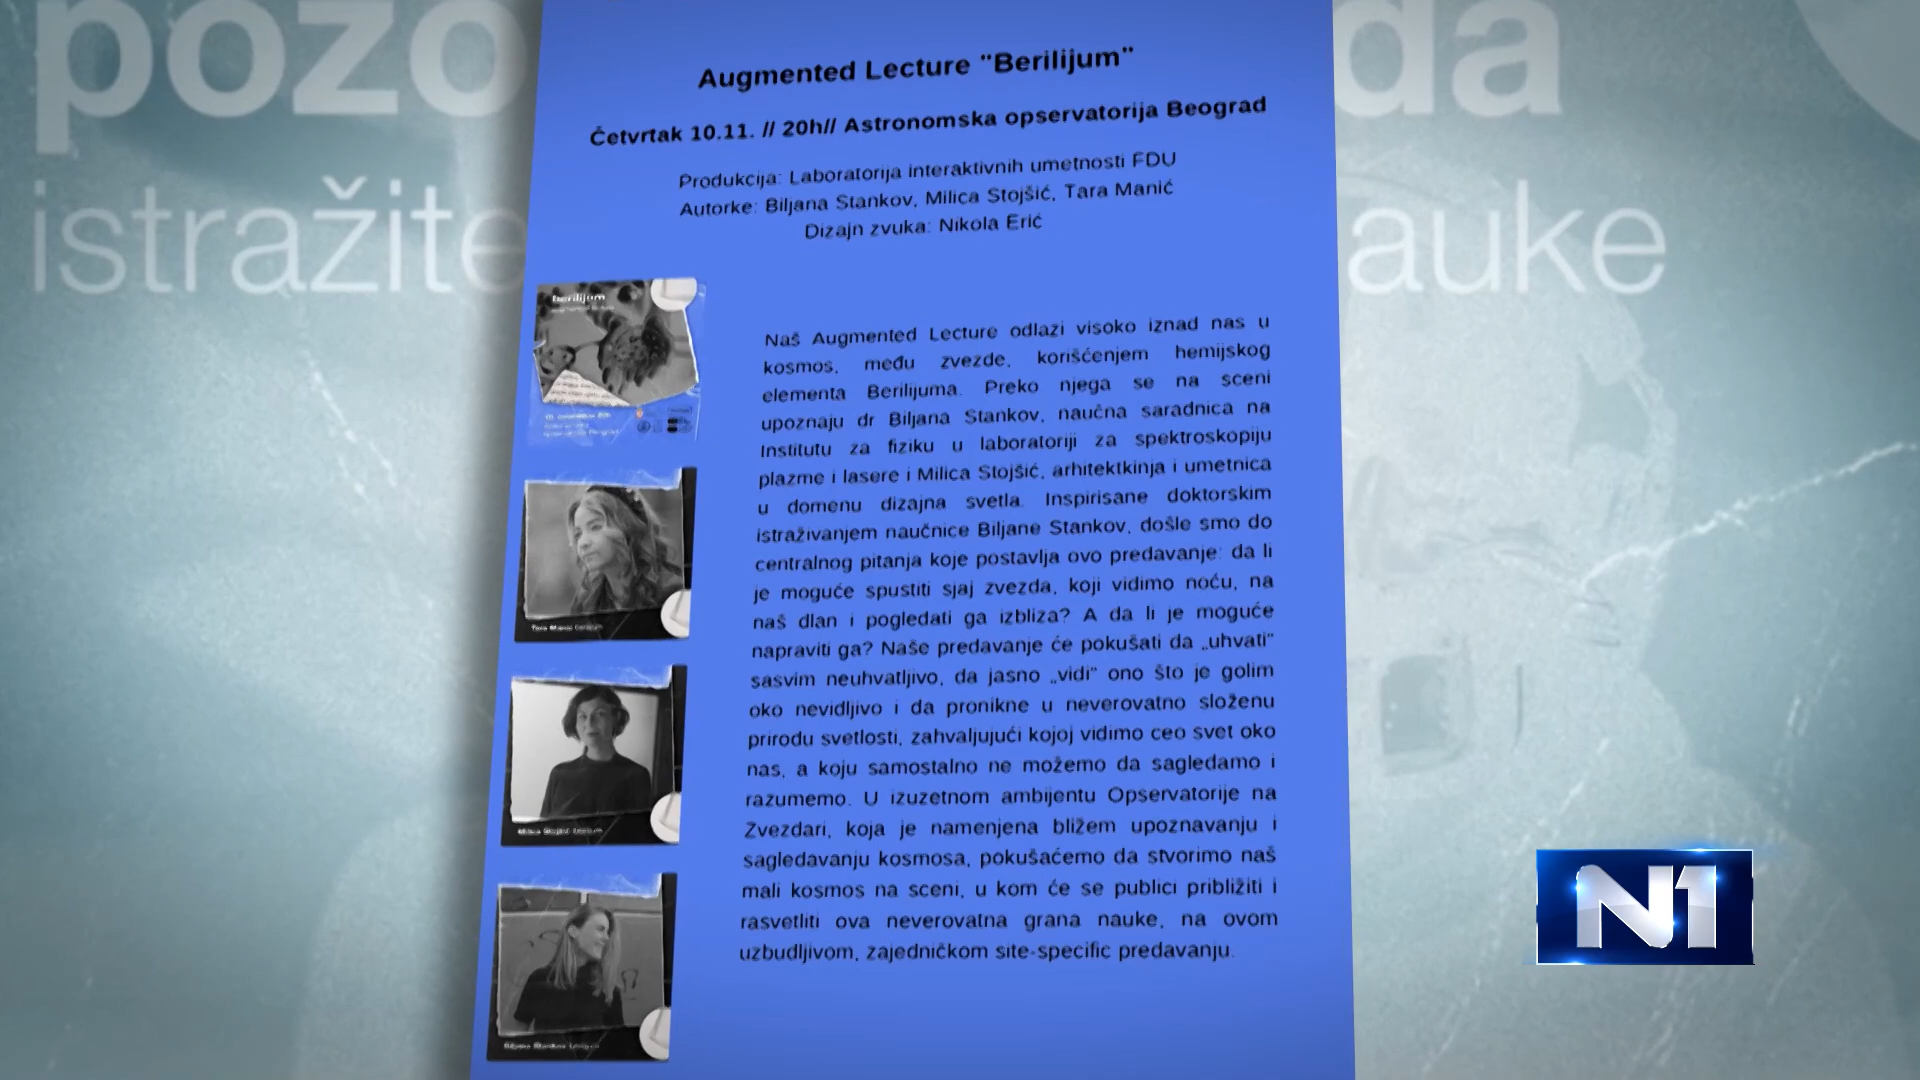 pozo
da
istražite
auke
Augmented Lecture "Berilijum"
Četvrtak 10.11. // 20h// Astronomska opservatorija Beograd
Produkcija: Laboratorija interaktivnih umetnosti FDU
Autorke: Biljana Stankov, Milica Stojšić, Tara Manić
Dizajn zvuka: Nikola Erić
Berilijum
Naš Augmented Lecture odlazi visoko iznad nas u
kosmos, među zvezde, korišćenjem hemijskog
elementa Berilijuma. Preko njega se na sceni
upoznaju dr Biljana Stankov, naučna saradnica na
Institutu za fiziku u laboratoriji za spektroskopiju
plazme i lasere i Milica Stojšić, arhitektkinja i umetnica
u domenu dizajna svetla. Inspirisane doktorskim
istraživanjem naučnice Biljane Stankov, došle smo do
centralnog pitanja koje postavlja ovo predavanje: da li
je moguće spustiti sjaj zvezda, koji vidimo noću, na
naš dlan i pogledati ga izbliza? A da li je moguće
napraviti ga? Naše predavanje će pokušati da „uhvati"
sasvim neuhvatljivo, da jasno „vidi" ono što je golim
oko nevidljivo i da pronikne u neverovatno složenu
prirodu svetlosti, zahvaljujući kojoj vidimo ceo svet oko
nas, a koju samostalno ne možemo da sagledamo i
razumemo. U izuzetnom ambijentu Opservatorije na
Zvezdari, koja je namenjena bližem upoznavanju i
sagledavanju kosmosa, pokušaćemo da stvorimo naš
mali kosmos na sceni, u kom će se publici približiti i
rasvetliti ova neverovatna grana nauke, na ovom
uzbudljivom, zajedničkom site-specific predavanju.
N1